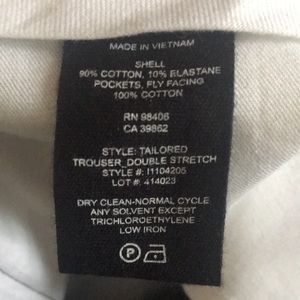 MADE IN VIETNAM
SHELL
90% COTTON, 10% ELASTANE
POCKETS, FLY FACING
100% COTTON
RN 98406
CA 39862
STYLE: TAILORED
TROUSER_DOUBLE STRETCH
STYLE #: I1104205
LOT #: 414023
DRY CLEAN-NORMAL CYCLE
ANY SOLVENT EXCEPT
TRICHLOROETHYLENE
LOW IRON
P